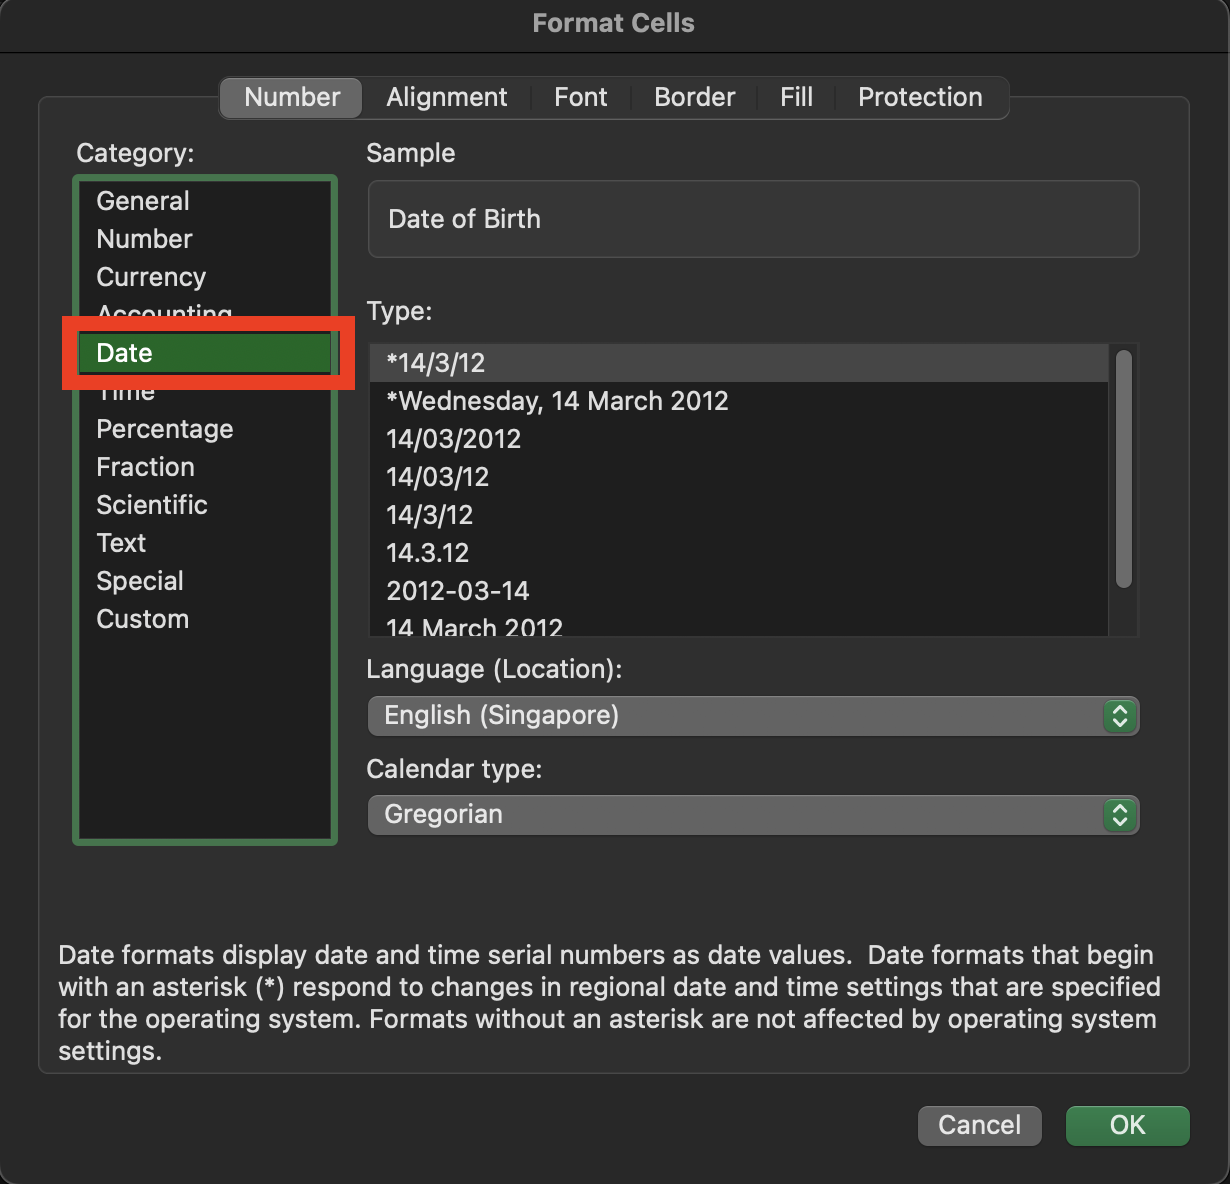 Format Cells
Number
Alignment
Font
Border
Fill
Protection
Category:
General
Number
Currency
Accounting
Date
Time
Percentage
Fraction
Scientific
Text
Special
Custom
Sample
Date of Birth
Type:
*14/3/12
*Wednesday, 14 March 2012
14/03/2012
14/03/12
14/3/12
14.3.12
2012-03-14
14 March 2012
Language (Location):
English (Singapore)
Calendar type:
Gregorian
Date formats display date and time serial numbers as date values.  Date formats that begin
with an asterisk (*) respond to changes in regional date and time settings that are specified
for the operating system. Formats without an asterisk are not affected by operating system
settings.
Cancel
OK